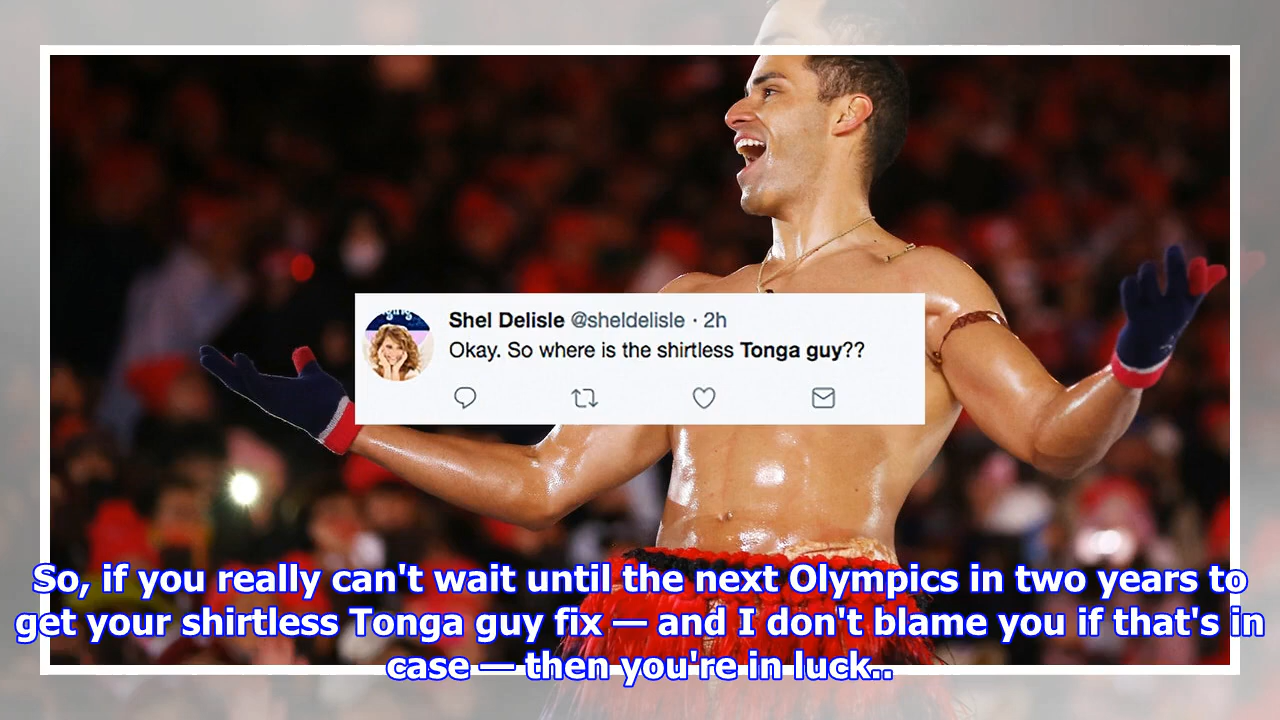 Shel Delisle @sheldelisle · 2h
Okay. So where is the shirtless Tonga guy??
So, if you really can't wait until the next Olympics in two years to
get your shirtless Tonga guy fix — and I don't blame you if that's in
case — then you're in luck..